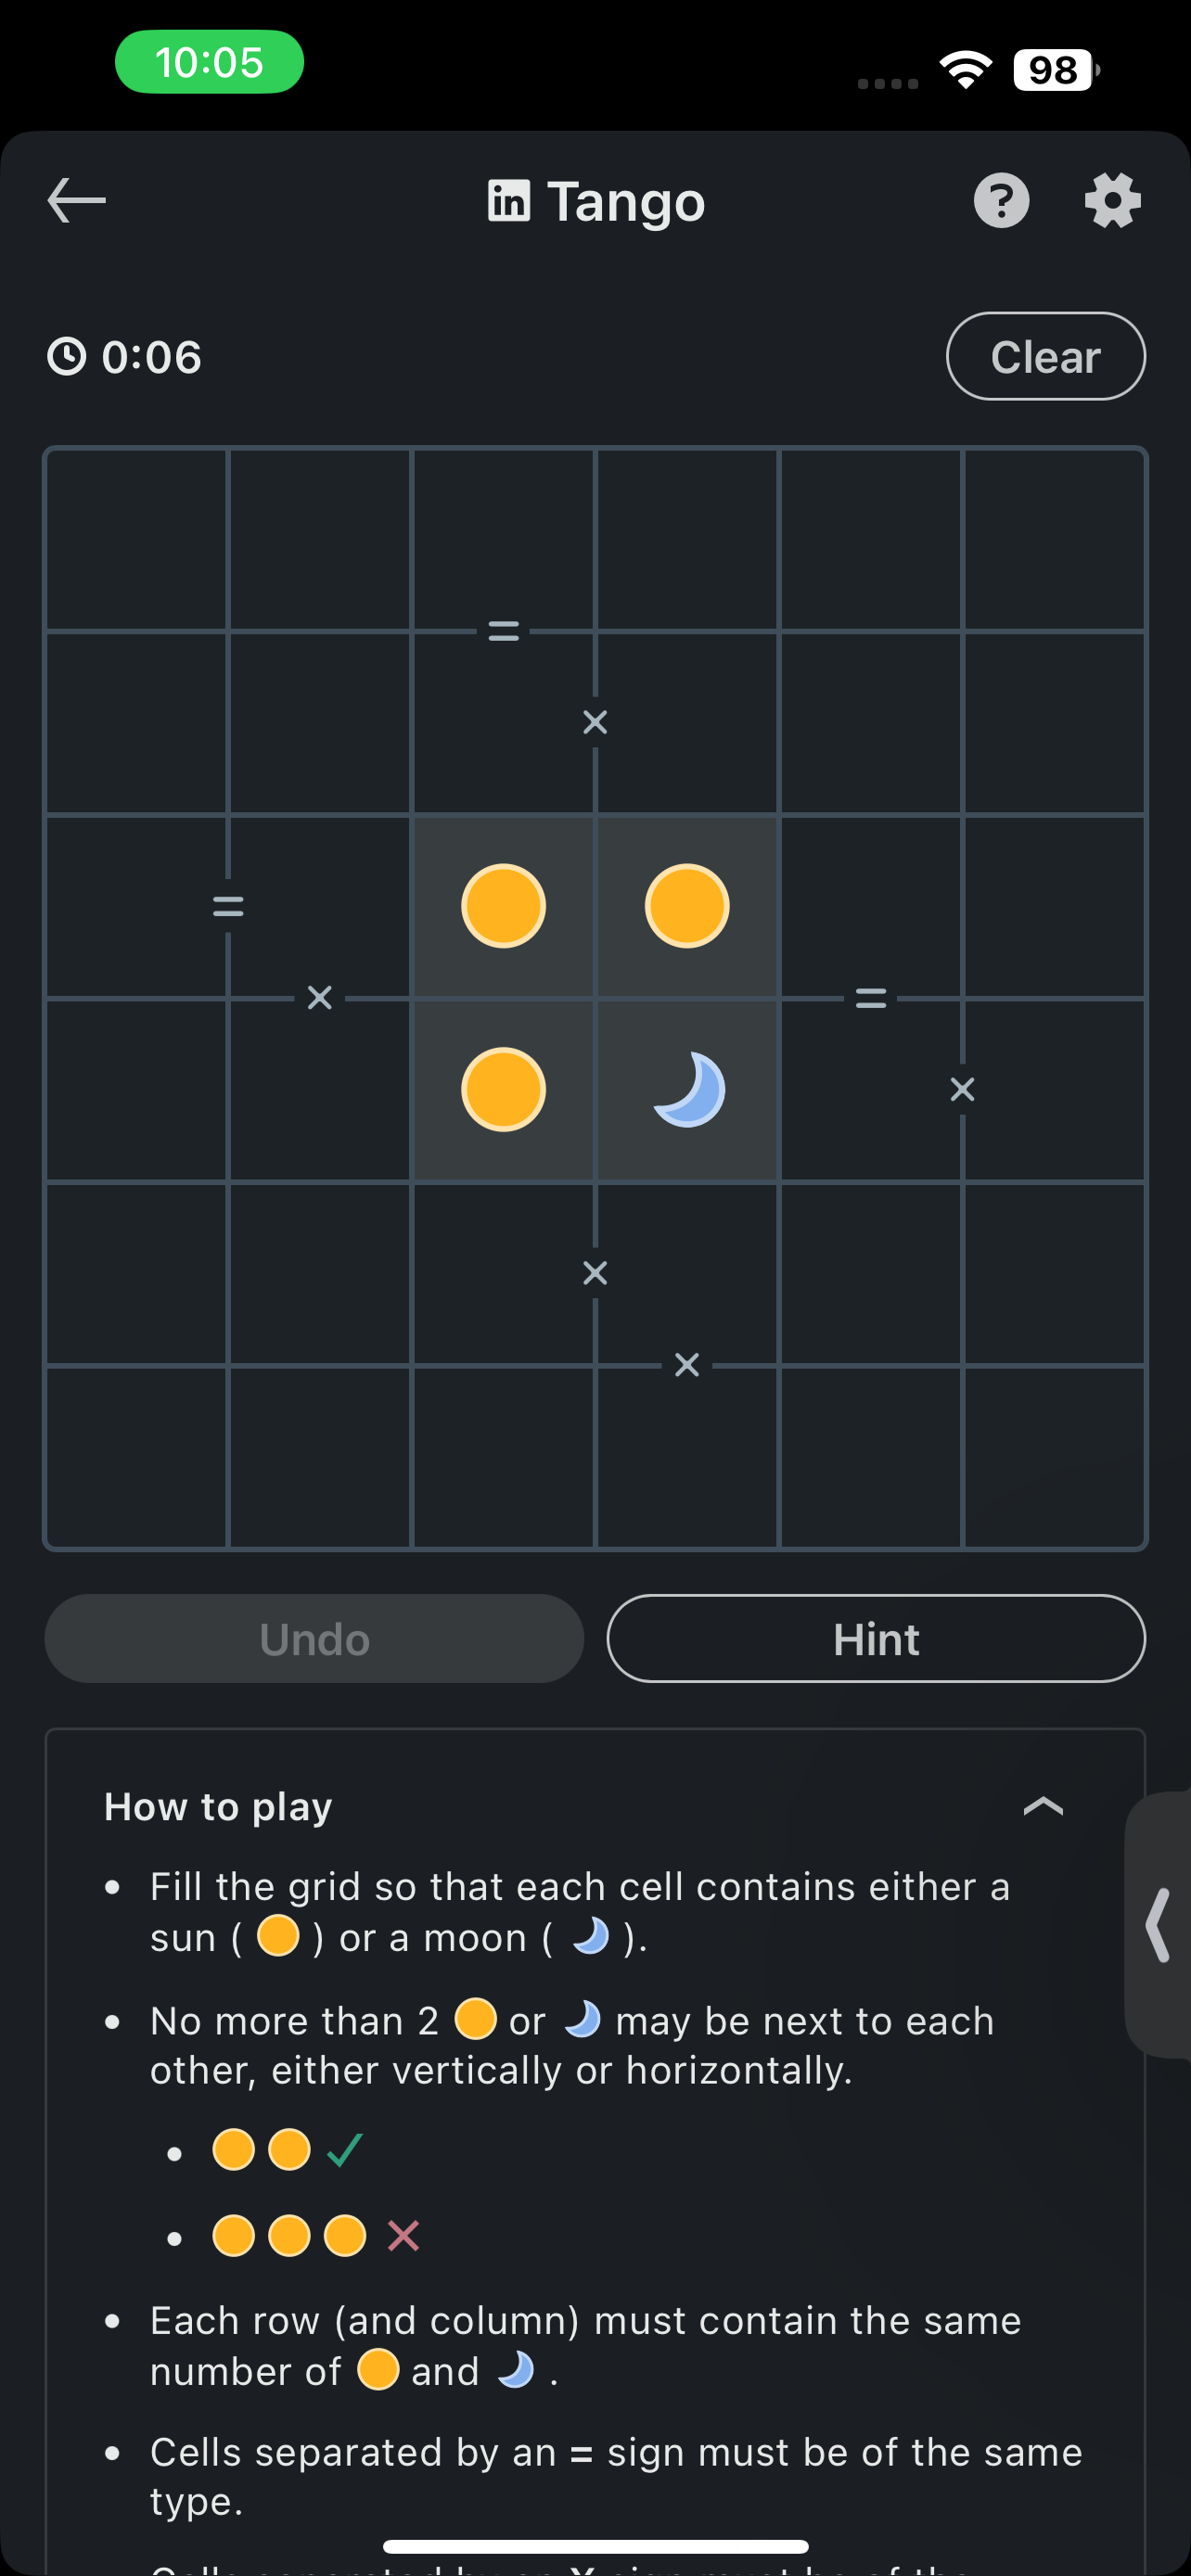 10:05
98
in Tango
?
0:06
Clear
=
×
=
×
=
×
×
×
Undo
Hint
How to play
• Fill the grid so that each cell contains either a
sun ( ) or a moon ( ).
• No more than 2 or may be next to each
other, either vertically or horizontally.
• Each row (and column) must contain the same
number of and .
• Cells separated by an = sign must be of the same
type.